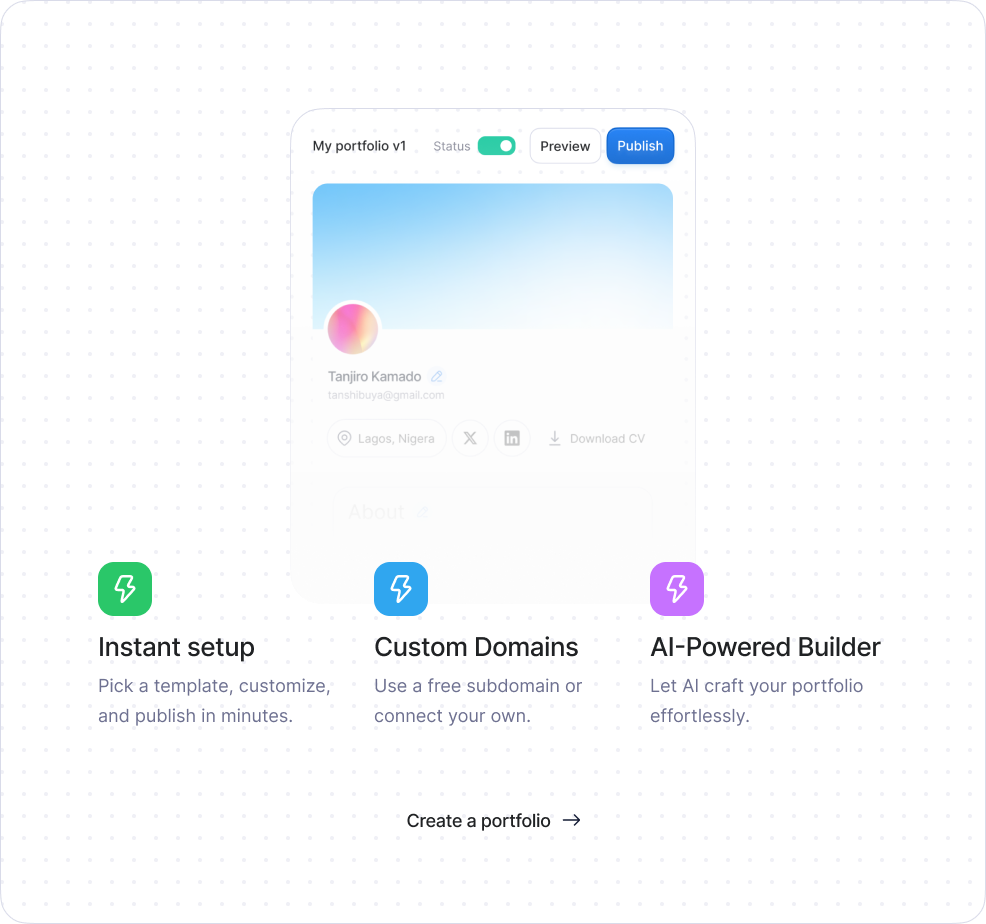 My portfolio v1 Status Preview Publish
Tanjiro Kamado
tanshibuya@gmail.com
Lagos, Nigera Download CV
About
Instant setup
Pick a template, customize,
and publish in minutes.
Custom Domains
Use a free subdomain or
connect your own.
AI-Powered Builder
Let AI craft your portfolio
effortlessly.
Create a portfolio